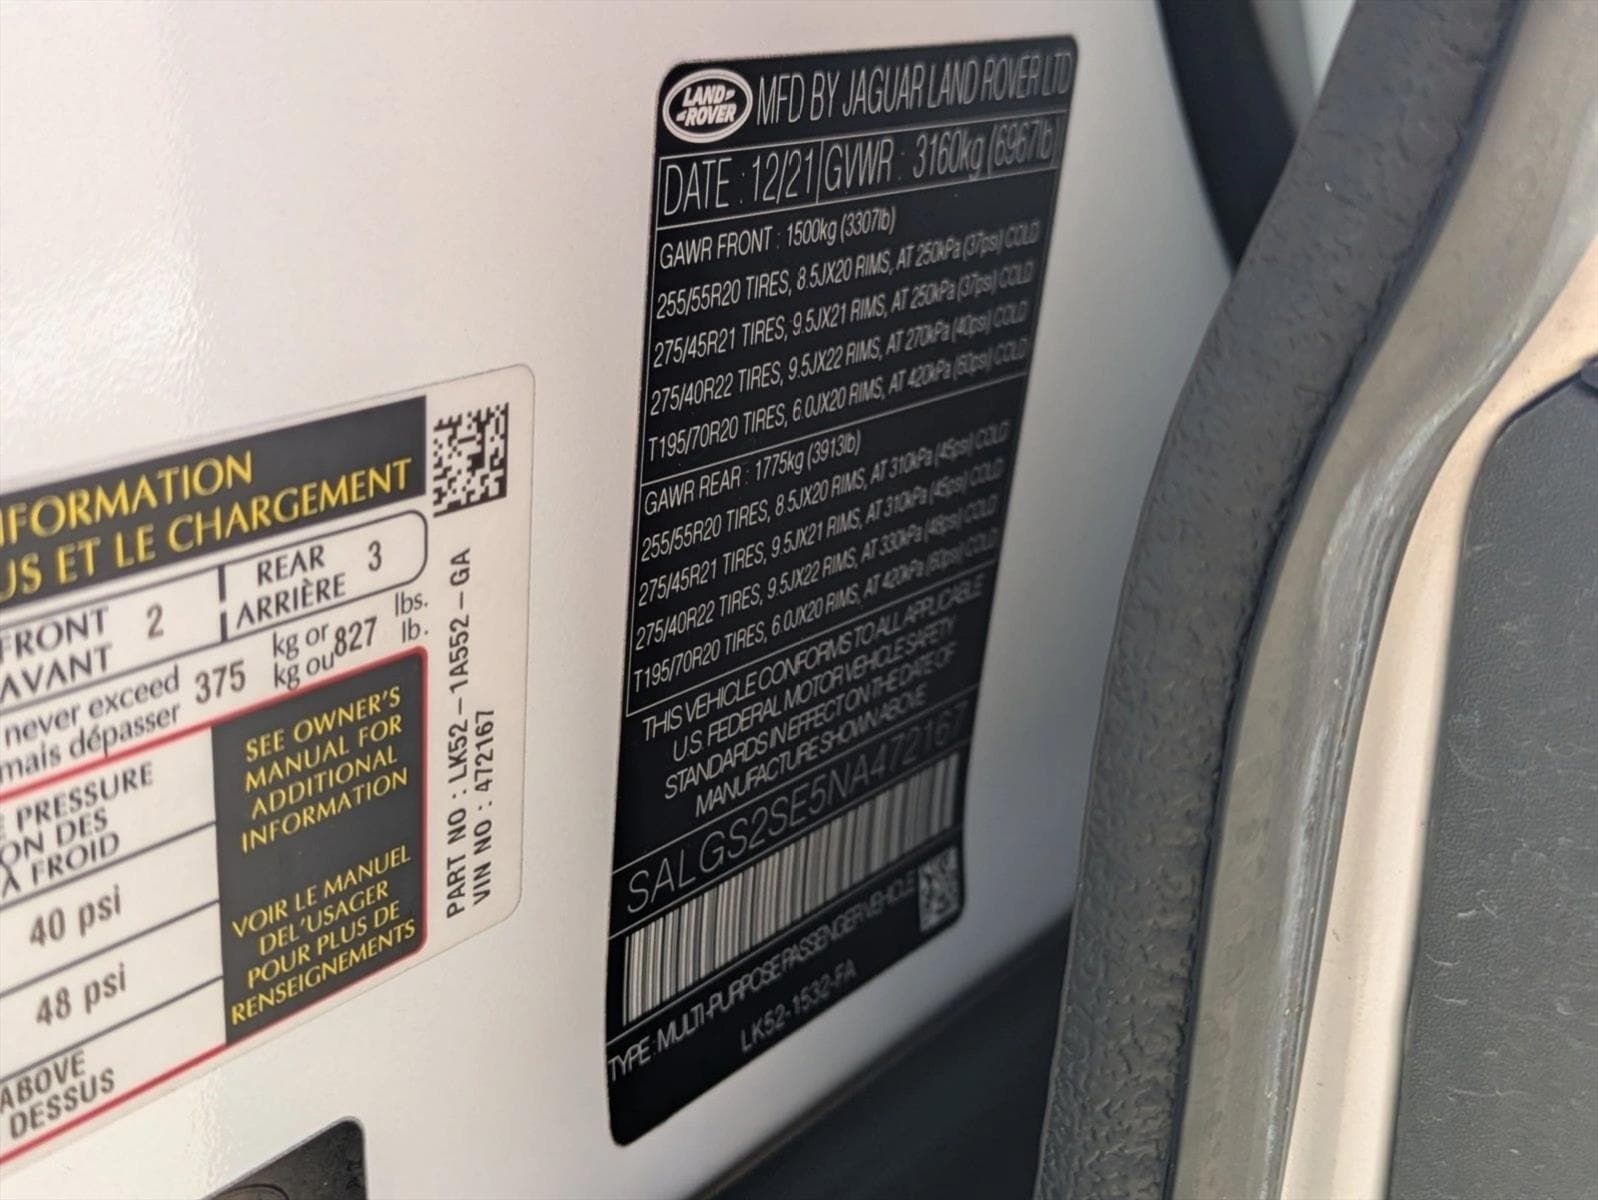 NFORMATION
US ET LE CHARGEMENT
FRONT
AVANT 2
REAR
ARRIÈRE 3
never exceed 375 kg or 827 lbs.
mais dépasser kg ou lb.
PRESSURE
ON DES
À FROID
40 psi
48 psi
ABOVE
DESSUS
SEE OWNER'S
MANUAL FOR
ADDITIONAL
INFORMATION
VOIR LE MANUEL
DEL'USAGER
POUR PLUS DE
RENSEIGNEMENTS
PART NO : LK52-1A552-GA
VIN NO : 472167
LAND
ROVER
MFD BY JAGUAR LAND ROVER LTD
DATE : 12/21 GVWR : 3160kg (6967lb)
GAWR FRONT : 1500kg (3307lb)
255/55R20 TIRES, 8.5JX20 RIMS, AT 250kPa (37psi) COLD
275/45R21 TIRES, 9.5JX21 RIMS, AT 250kPa (37psi) COLD
275/40R22 TIRES, 9.5JX22 RIMS, AT 270kPa (40psi) COLD
T195/70R20 TIRES, 6.0JX20 RIMS, AT 420kPa (60psi) COLD
GAWR REAR : 1775kg (3913lb)
255/55R20 TIRES, 8.5JX20 RIMS, AT 310kPa (45psi) COLD
275/45R21 TIRES, 9.5JX21 RIMS, AT 310kPa (45psi) COLD
275/40R22 TIRES, 9.5JX22 RIMS, AT 330kPa (48psi) COLD
T195/70R20 TIRES, 6.0JX20 RIMS, AT 420kPa (60psi) COLD
THIS VEHICLE CONFORMS TO ALL APPLICABLE
U.S. FEDERAL MOTOR VEHICLE SAFETY
STANDARDS IN EFFECT ON THE DATE OF
MANUFACTURE SHOWN ABOVE
SALGS2SE5NA472167
TYPE : MULTI-PURPOSE PASSENGER VEHICLE
LK52-1532-FA